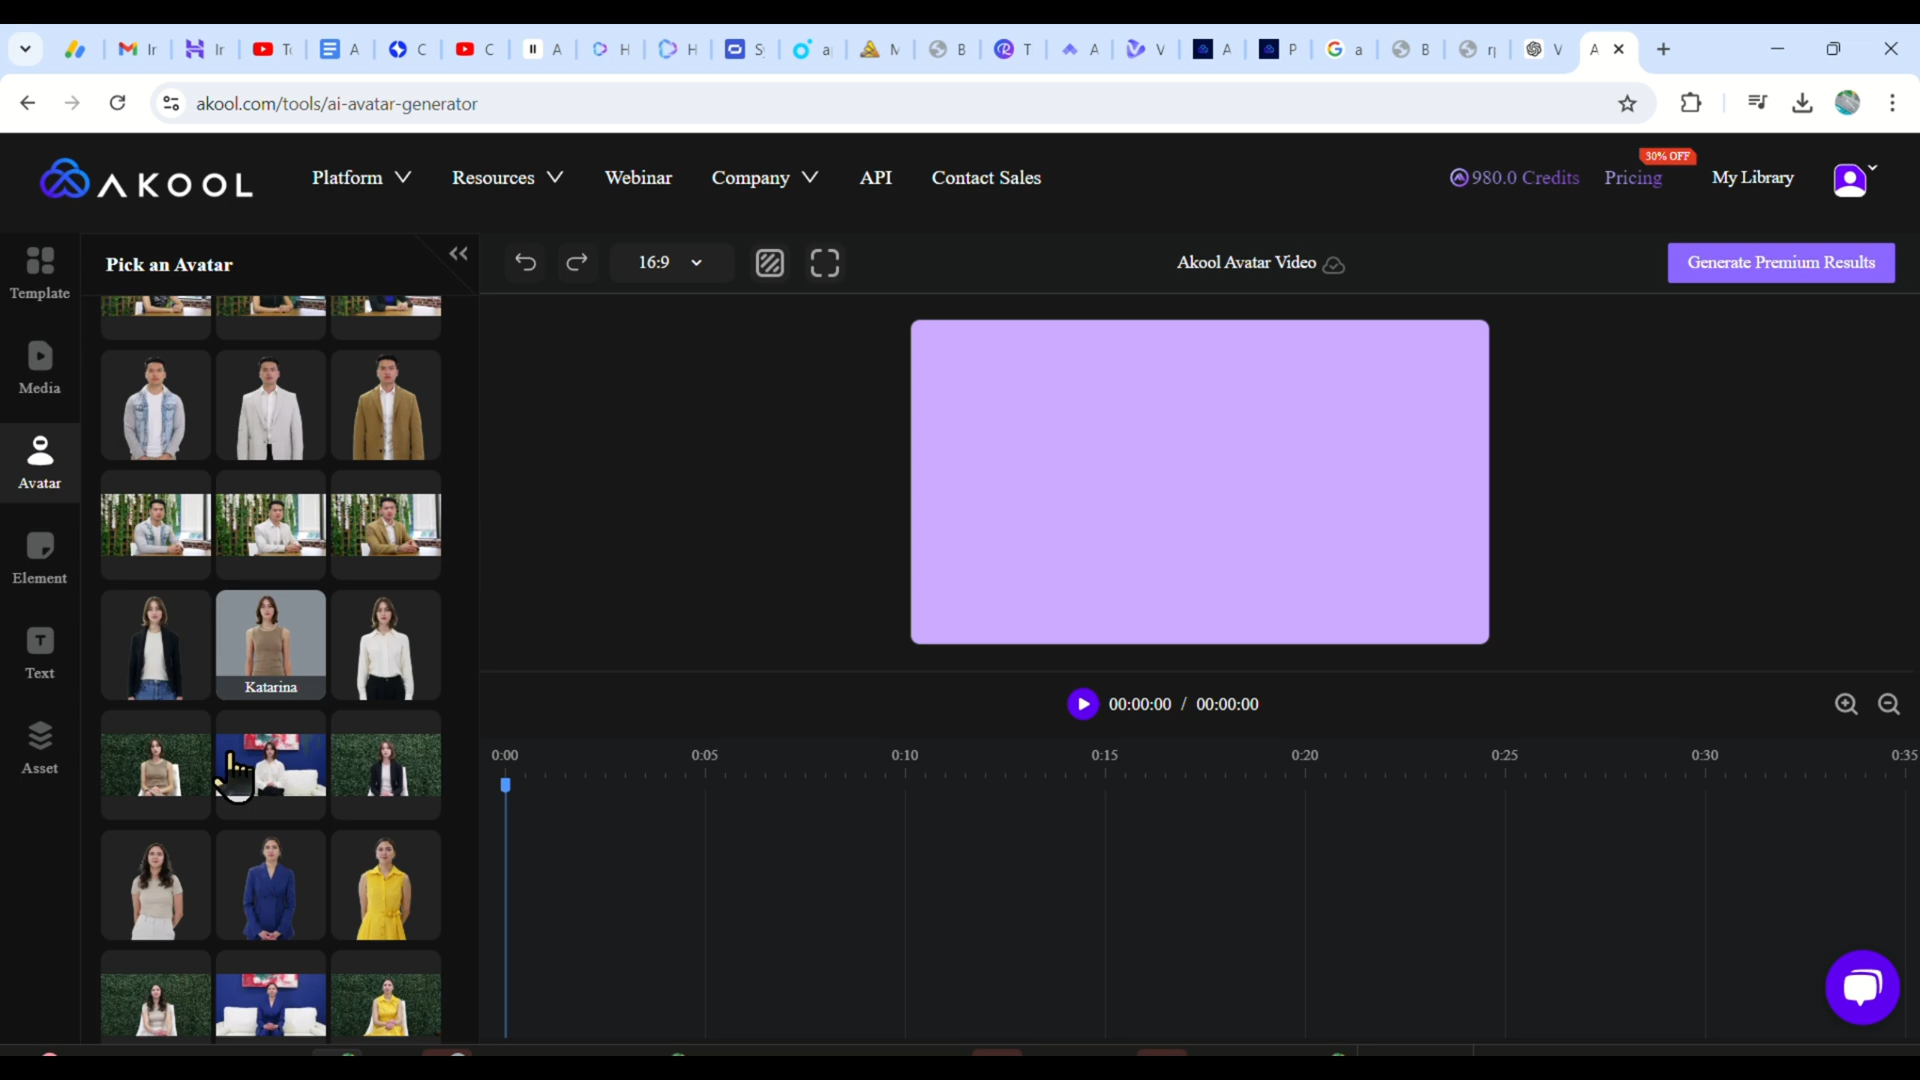 Ir
Ir
T
A
C
C
A
H
H
S
a
M
B
T
A
V
A
P
a
B
r
V
A
akool.com/tools/ai-avatar-generator
AKOOL
Platform
Resources
Webinar
Company
API
Contact Sales
980.0 Credits
30% OFF
Pricing
My Library
Template
Media
Avatar
Element
Text
Asset
Pick an Avatar
Katarina
16:9
Akool Avatar Video
Generate Premium Results
00:00:00 / 00:00:00
0:00
0:05
0:10
0:15
0:20
0:25
0:30
0:35